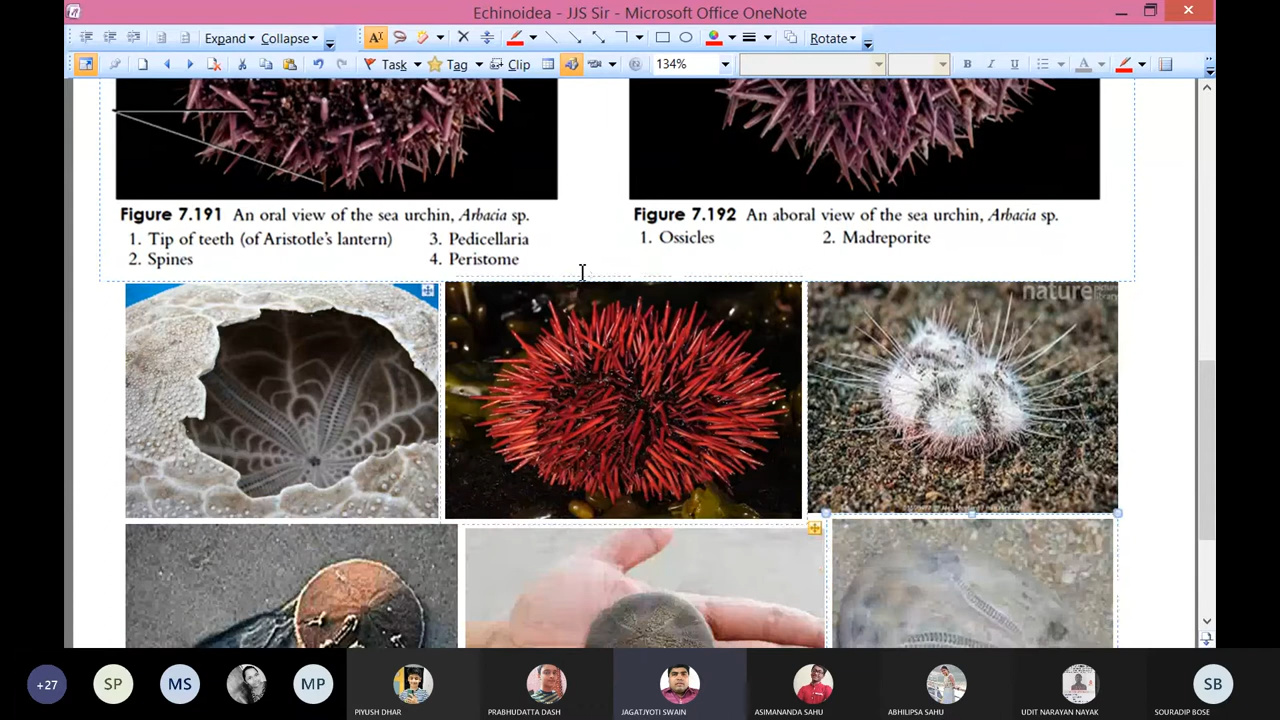 Echinoidea - JJS Sir - Microsoft Office OneNote
Expand Collapse Rotate
Task Tag Clip 134% B I U A
Figure 7.191 An oral view of the sea urchin, Arbacia sp.
1. Tip of teeth (of Aristotle's lantern) 3. Pedicellaria
2. Spines 4. Peristome
Figure 7.192 An aboral view of the sea urchin, Arbacia sp.
1. Ossicles 2. Madreporite
nature picture library
+27 SP MS MP SB
PIYUSH DHAR PRABHUDATTA DASH JAGATJYOTI SWAIN ASIMANANDA SAHU ABHILIPSA SAHU UDIT NARAYAN NAYAK SOURADIP BOSE